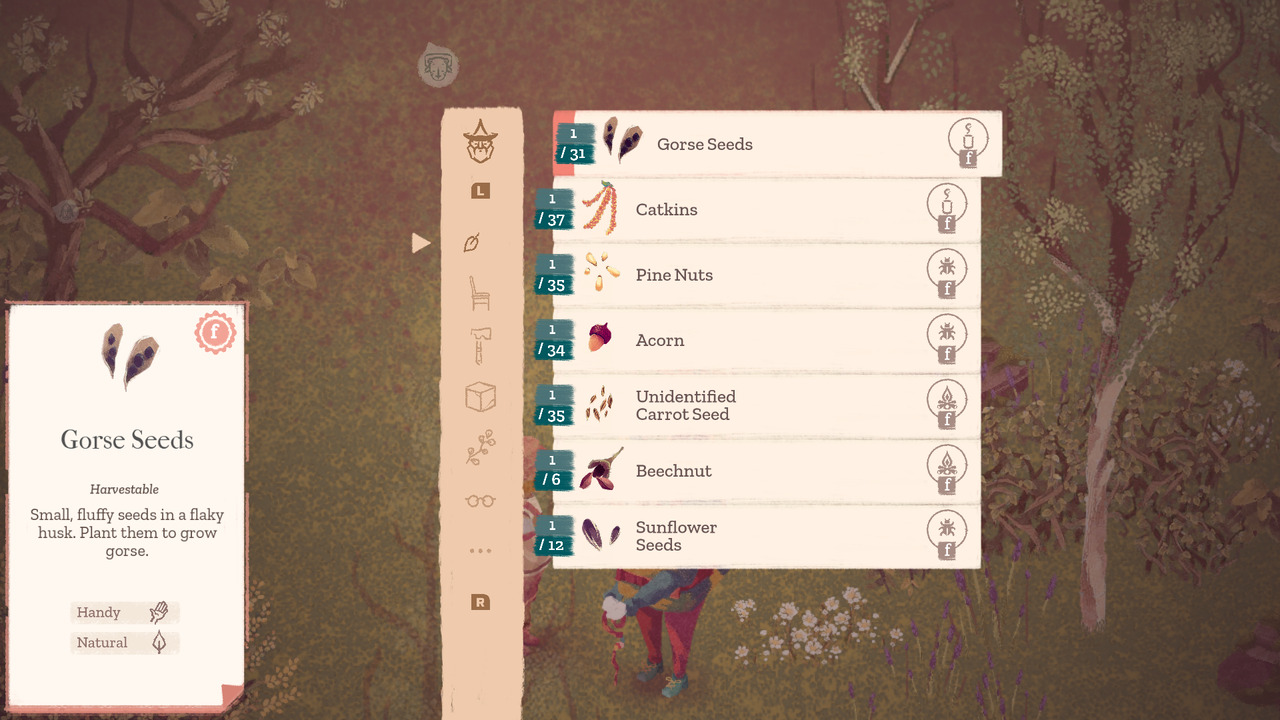 L
R
1
/ 31
Gorse Seeds
f
1
/ 37
Catkins
f
1
/ 35
Pine Nuts
f
1
/ 34
Acorn
f
1
/ 35
Unidentified
Carrot Seed
f
1
/ 6
Beechnut
f
1
/ 12
Sunflower
Seeds
f
f
Gorse Seeds
Harvestable
Small, fluffy seeds in a flaky
husk. Plant them to grow
gorse.
Handy
Natural